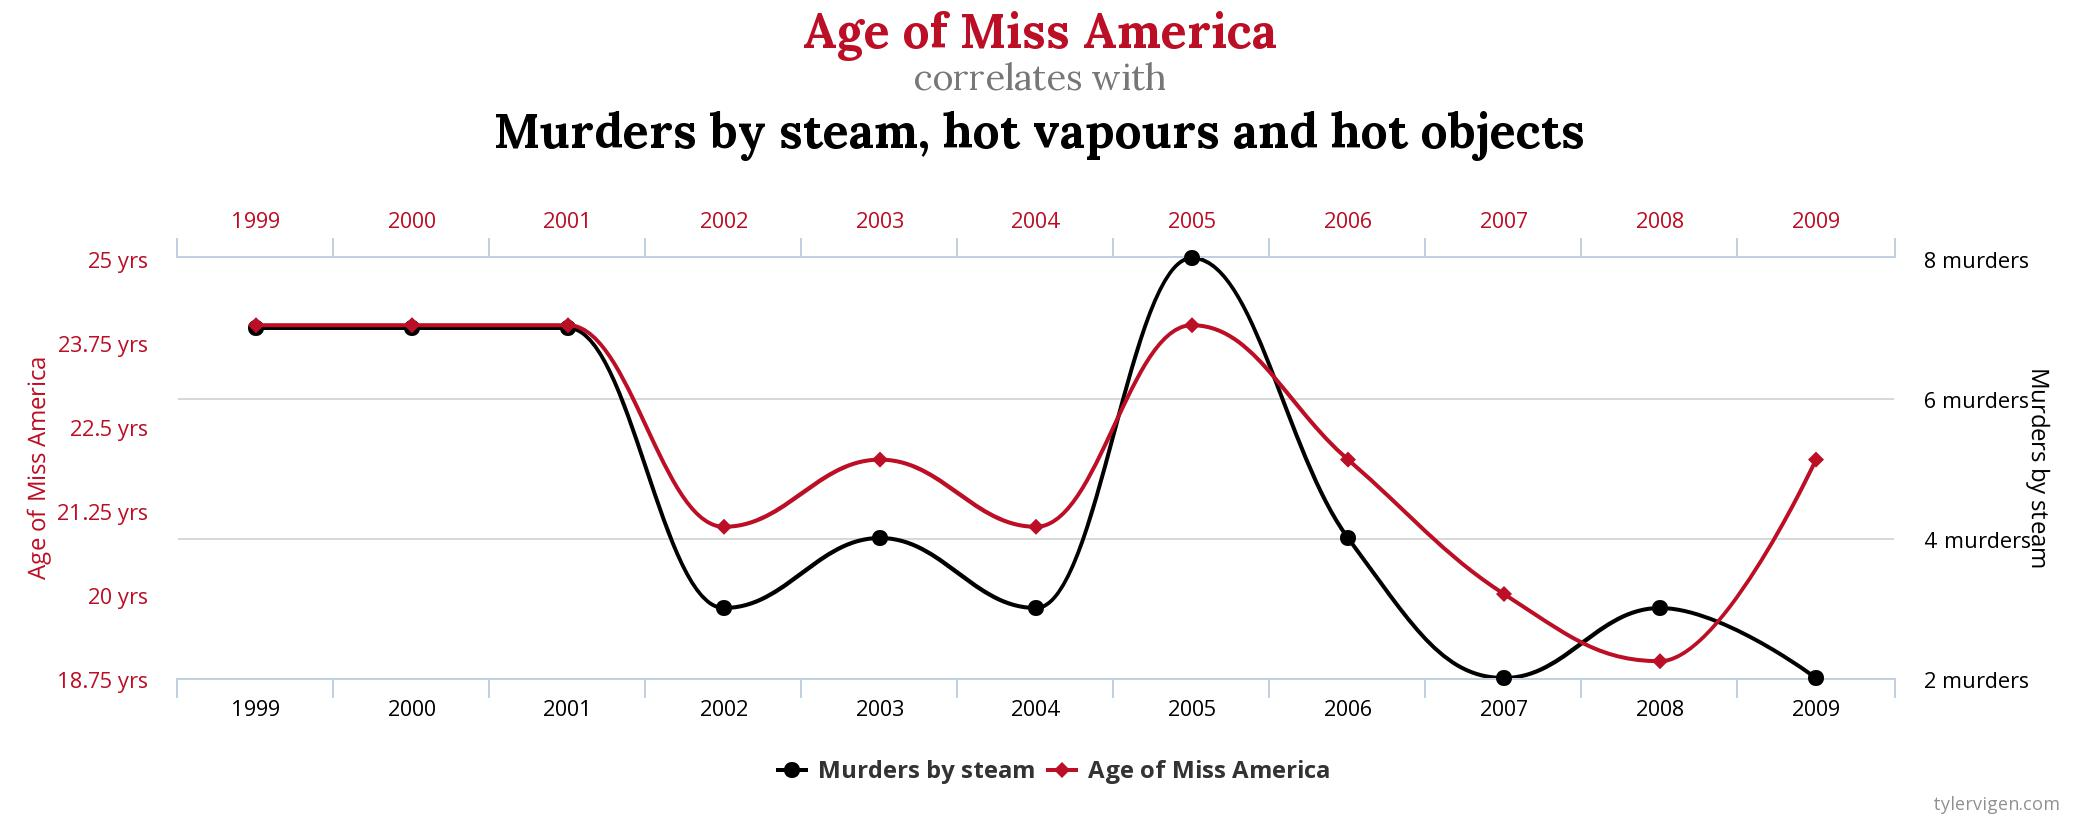 Age of Miss America
correlates with
Murders by steam, hot vapours and hot objects
1999 2000 2001 2002 2003 2004 2005 2006 2007 2008 2009
25 yrs
23.75 yrs
22.5 yrs
21.25 yrs
20 yrs
18.75 yrs
Age of Miss America
8 murders
6 murders
4 murders
2 murders
Murders by steam
1999 2000 2001 2002 2003 2004 2005 2006 2007 2008 2009
Murders by steam Age of Miss America
tylervigen.com